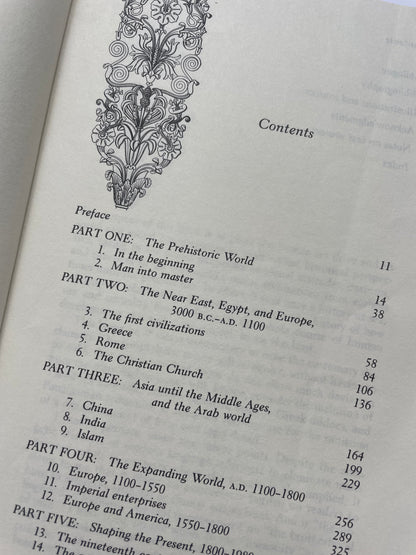 Contents
Preface 11
PART ONE: The Prehistoric World
1. In the beginning 14
2. Man into master 38
PART TWO: The Near East, Egypt, and Europe,
3000 B.C.–A.D. 1100
3. The first civilizations 58
4. Greece 84
5. Rome 106
6. The Christian Church 136
PART THREE: Asia until the Middle Ages,
and the Arab world
7. China 164
8. India 199
9. Islam 229
PART FOUR: The Expanding World, A.D. 1100–1800
10. Europe, 1100–1550 256
11. Imperial enterprises 289
12. Europe and America, 1550–1800 325
PART FIVE: Shaping the Present,
13. The nineteenth
14. The